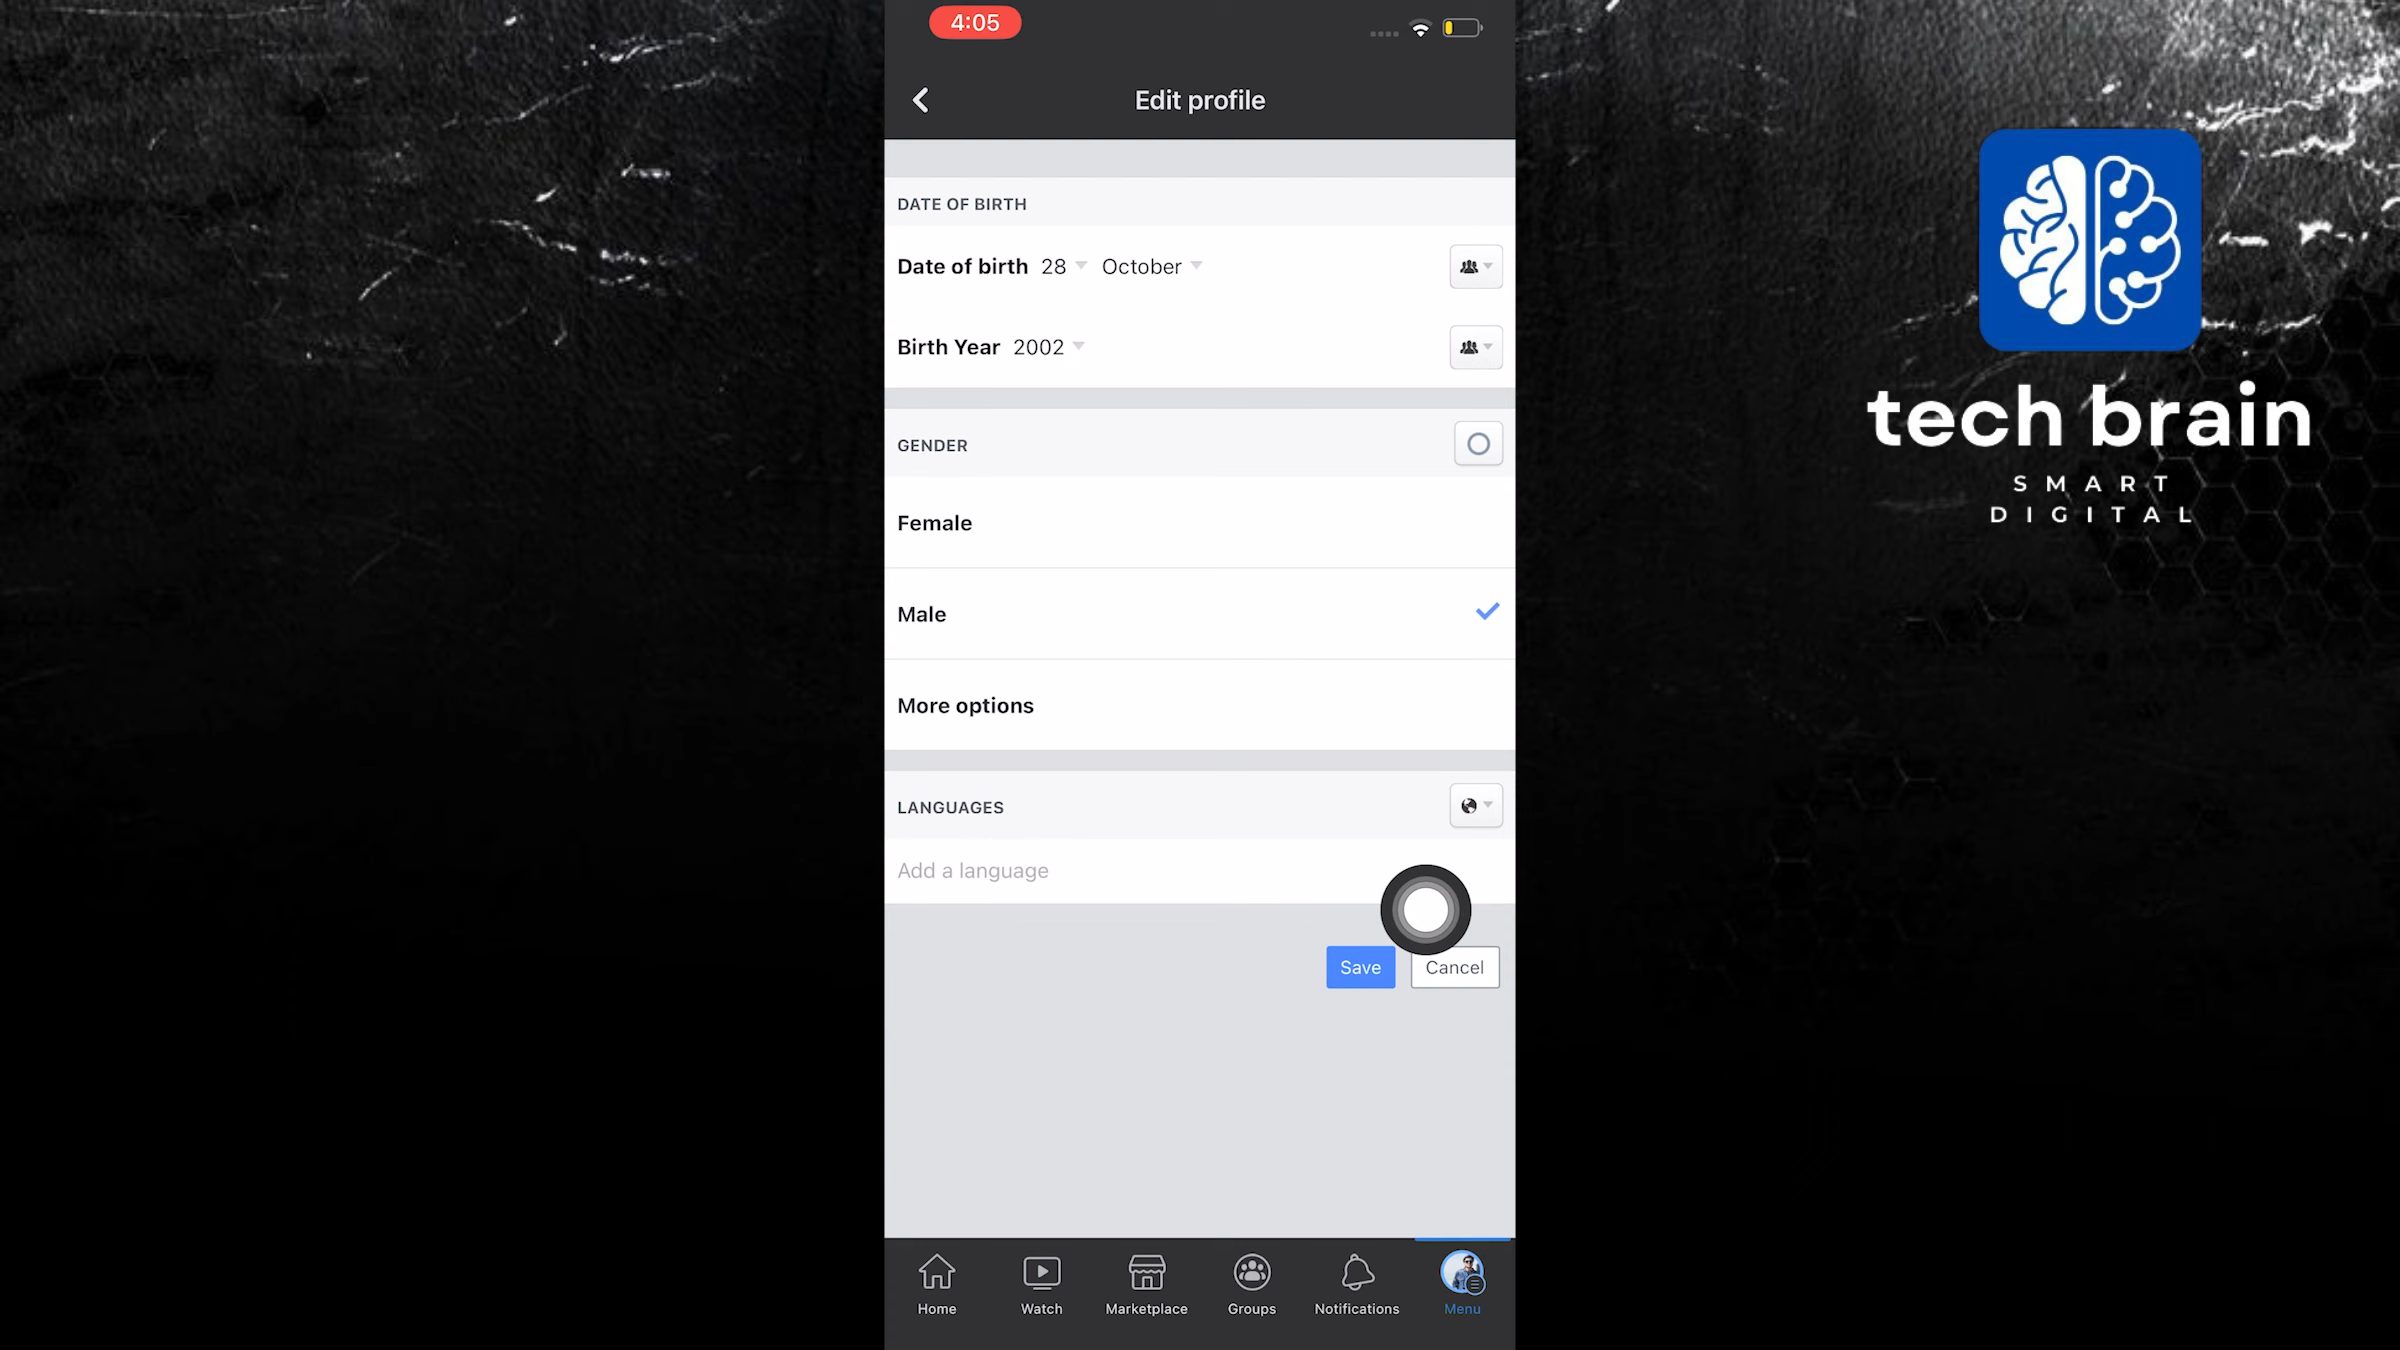 4:05
Edit profile
DATE OF BIRTH
Date of birth 28 October
Birth Year 2002
GENDER
Female
Male
More options
LANGUAGES
Add a language
Save Cancel
Home Watch Marketplace Groups Notifications Menu
tech brain
SMART
DIGITAL